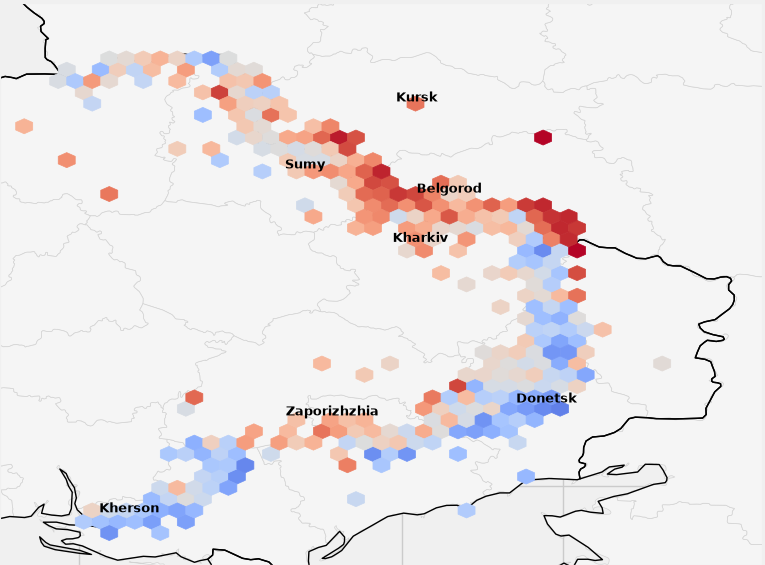 Kursk
Sumy
Belgorod
Kharkiv
Donetsk
Zaporizhzhia
Kherson